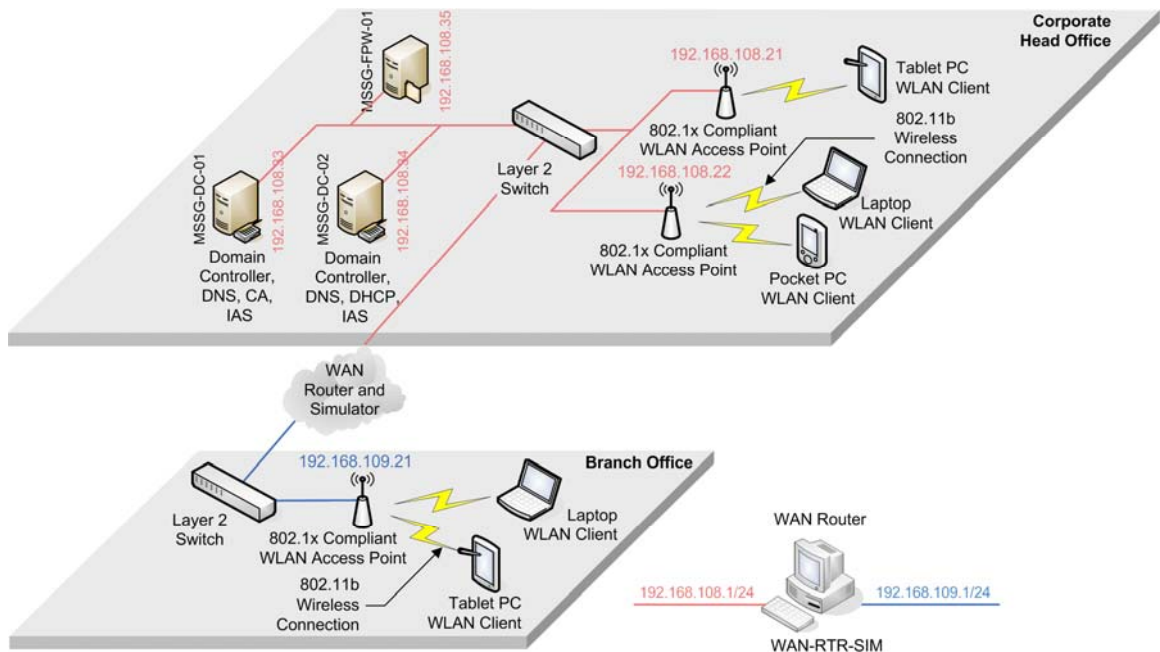 Corporate
Head Office
MSSG-FPW-01
192.168.108.35
192.168.108.21
Tablet PC
WLAN Client
802.1x Compliant
WLAN Access Point
802.11b
Wireless
Connection
Layer 2
Switch
MSSG-DC-01
192.168.108.33
MSSG-DC-02
192.168.108.34
192.168.108.22
Laptop
WLAN Client
802.1x Compliant
WLAN Access Point
Pocket PC
WLAN Client
Domain
Controller,
DNS, CA,
IAS
Domain
Controller,
DNS, DHCP,
IAS
WAN
Router and
Simulator
Branch Office
192.168.109.21
Layer 2
Switch
802.1x Compliant
WLAN Access Point
Laptop
WLAN Client
802.11b
Wireless
Connection
Tablet PC
WLAN Client
WAN Router
192.168.108.1/24
192.168.109.1/24
WAN-RTR-SIM